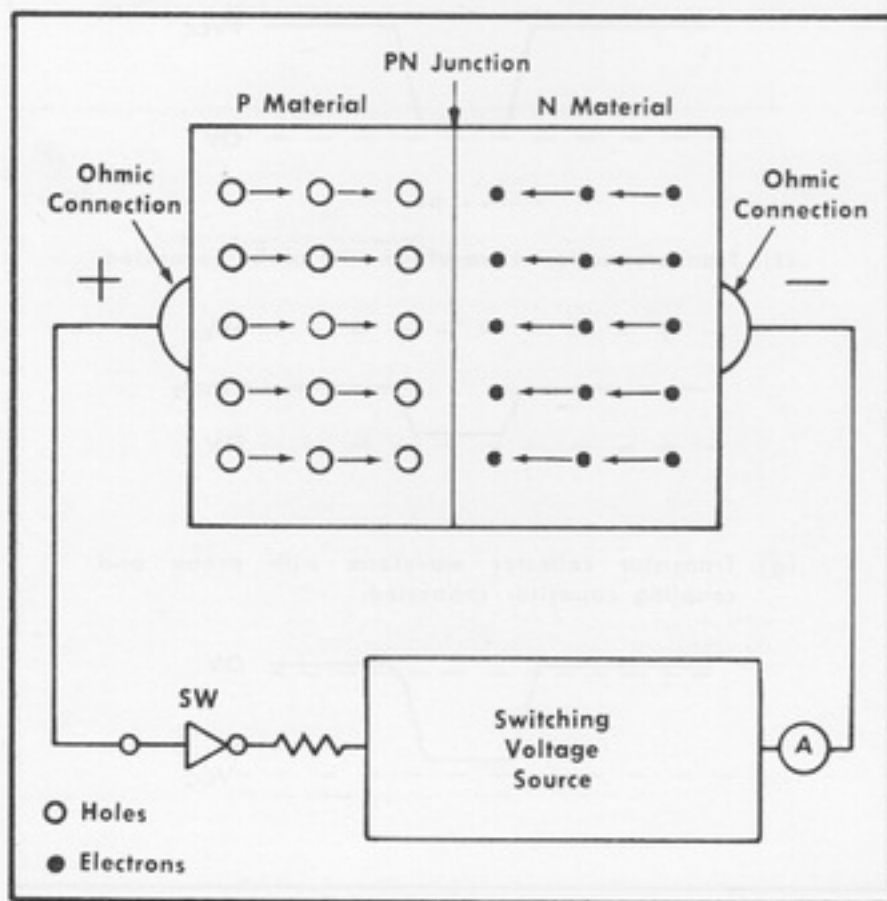 PN Junction
P Material
N Material
Ohmic
Connection
Ohmic
Connection
+
−
SW
Switching
Voltage
Source
A
Holes
Electrons